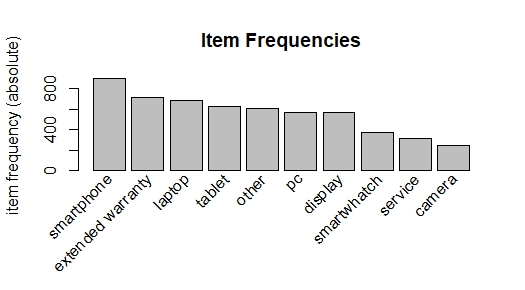 Item Frequencies
item frequency (absolute)
800
400
0
smartphone
extended warranty
laptop
tablet
other
pc
display
smartwhatch
service
camera